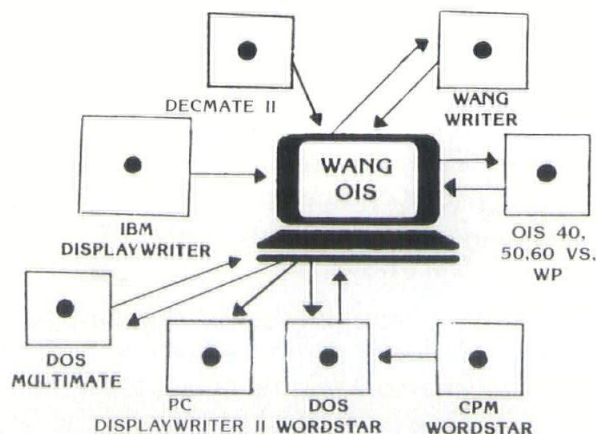 DECMATE II
WANG
WRITER
WANG
OIS
IBM
DISPLAYWRITER
OIS 40,
50,60 VS,
WP
DOS
MULTIMATE
PC
DISPLAYWRITER II
DOS
WORDSTAR
CPM
WORDSTAR